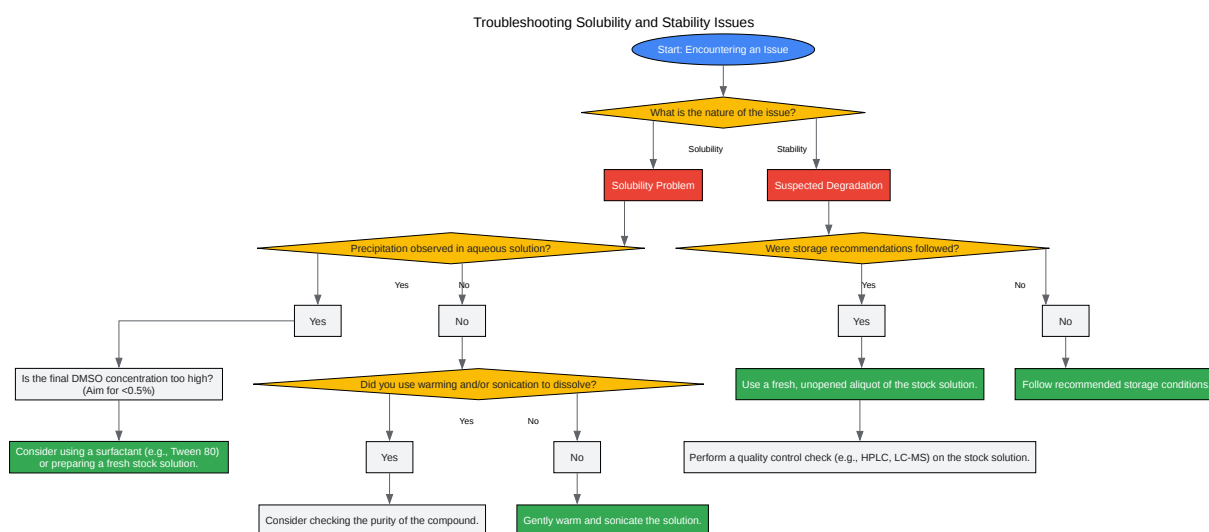 Troubleshooting Solubility and Stability Issues
Start: Encountering an Issue
What is the nature of the issue?
Solubility
Stability
Solubility Problem
Suspected Degradation
Precipitation observed in aqueous solution?
Were storage recommendations followed?
Yes
No
Yes
No
Yes
No
Yes
No
Is the final DMSO concentration too high?
(Aim for <0.5%)
Did you use warming and/or sonication to dissolve?
Use a fresh, unopened aliquot of the stock solution.
Follow recommended storage conditions
Yes
No
Consider using a surfactant (e.g., Tween 80)
or preparing a fresh stock solution.
Yes
No
Perform a quality control check (e.g., HPLC, LC-MS) on the stock solution.
Consider checking the purity of the compound.
Gently warm and sonicate the solution.